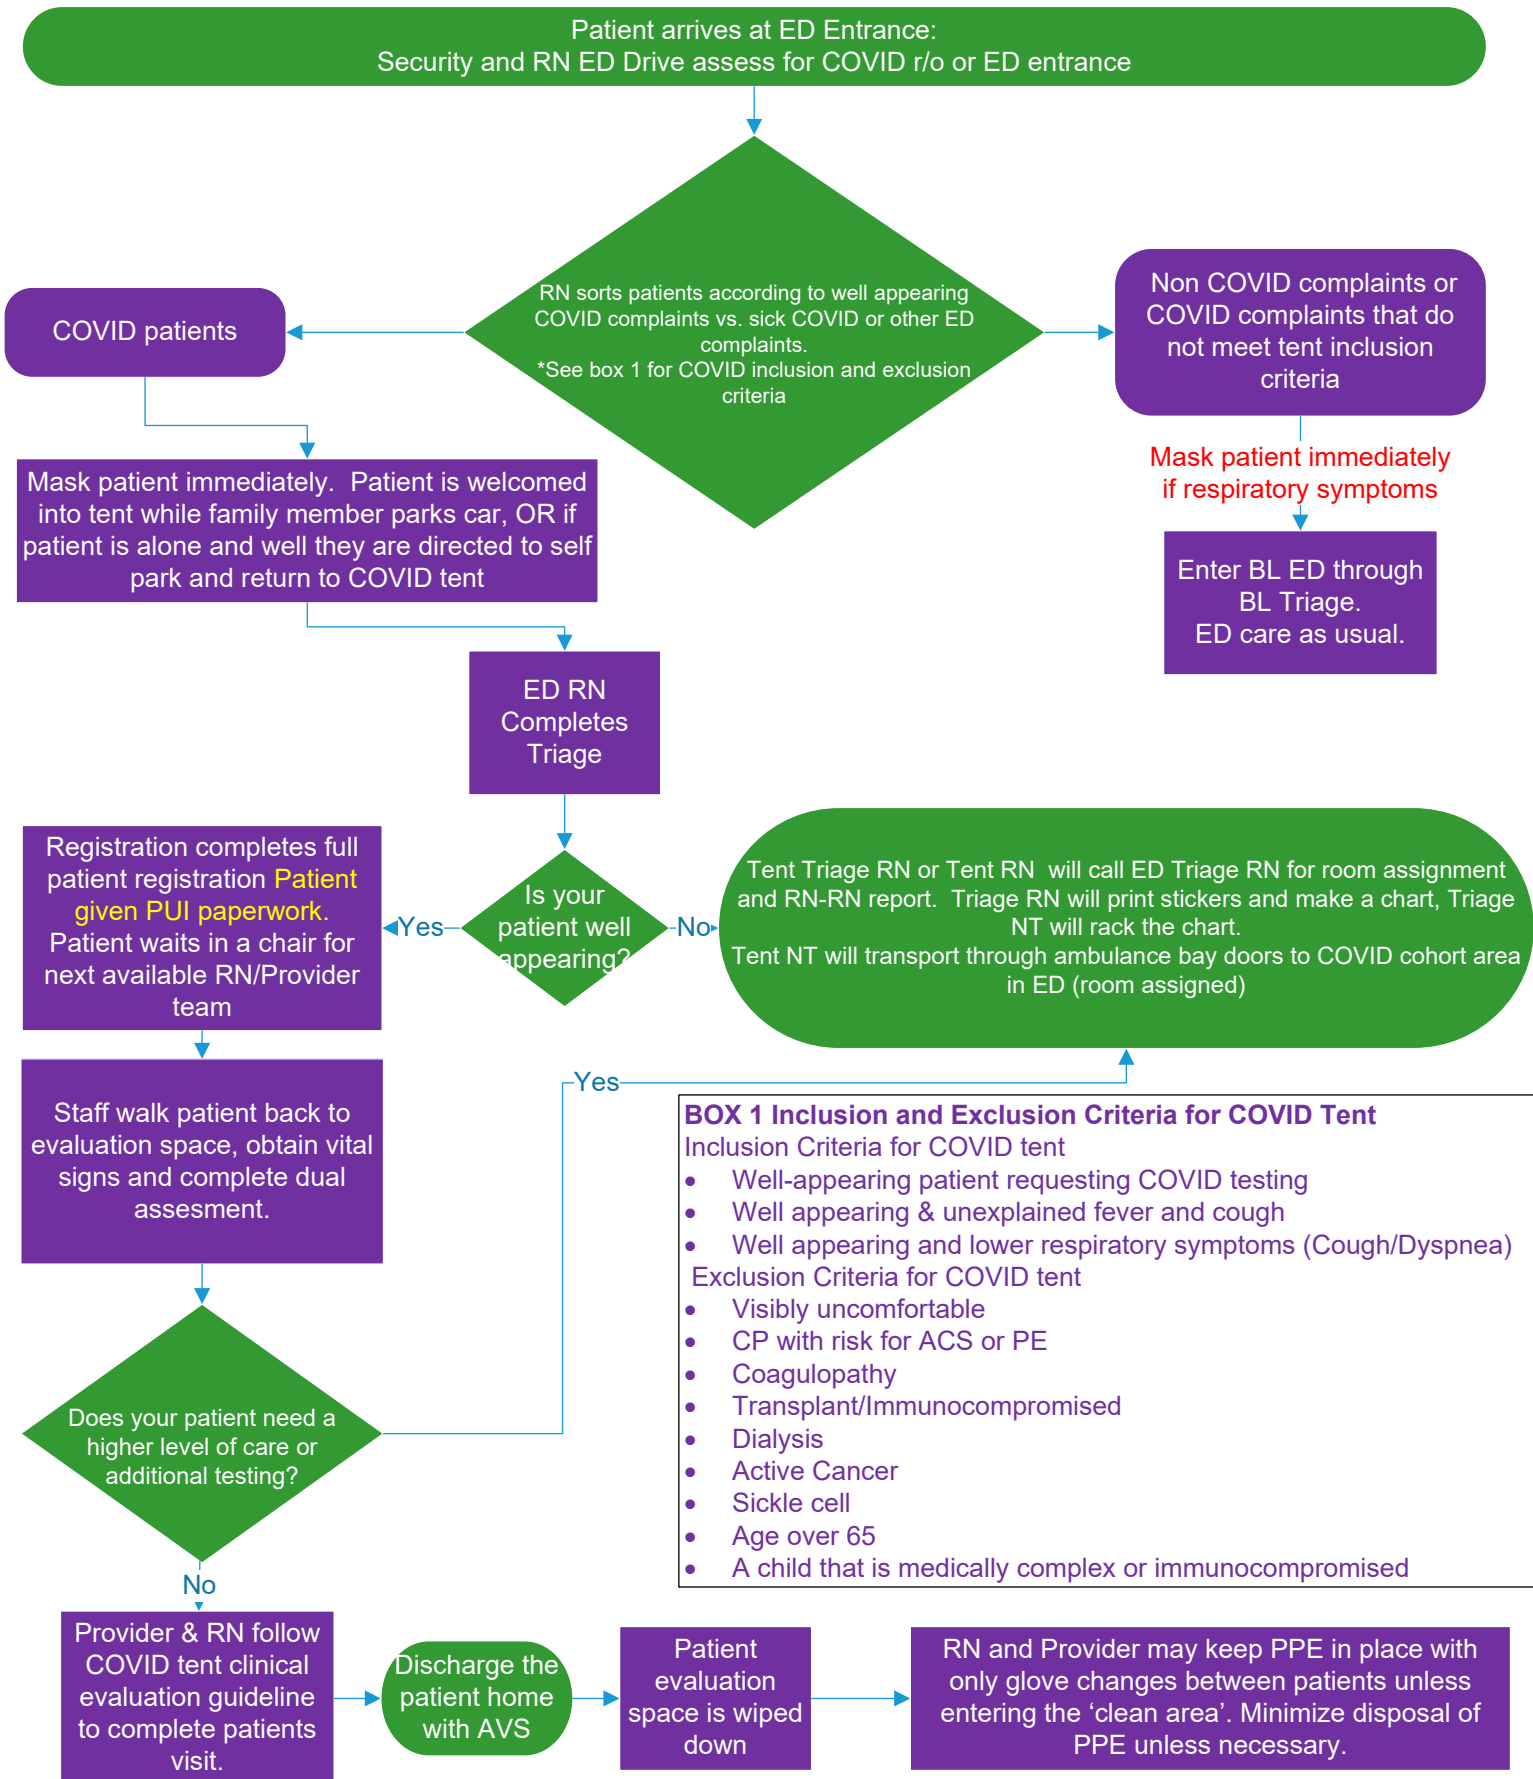 Patient arrives at ED Entrance:
Security and RN ED Drive assess for COVID r/o or ED entrance
RN sorts patients according to well appearing
COVID complaints vs. sick COVID or other ED
complaints.
*See box 1 for COVID inclusion and exclusion
criteria
COVID patients
Non COVID complaints or
COVID complaints that do
not meet tent inclusion
criteria
Mask patient immediately
if respiratory symptoms
Enter BL ED through
BL Triage.
ED care as usual.
Mask patient immediately.  Patient is welcomed
into tent while family member parks car, OR if
patient is alone and well they are directed to self
park and return to COVID tent
ED RN
Completes
Triage
Is your
patient well
appearing?
Yes
No
Registration completes full
patient registration Patient
given PUI paperwork.
Patient waits in a chair for
next available RN/Provider
team
Tent Triage RN or Tent RN  will call ED Triage RN for room assignment
and RN-RN report.  Triage RN will print stickers and make a chart, Triage
NT will rack the chart.
Tent NT will transport through ambulance bay doors to COVID cohort area
in ED (room assigned)
Staff walk patient back to
evaluation space, obtain vital
signs and complete dual
assesment.
Yes
Does your patient need a
higher level of care or
additional testing?
No
BOX 1 Inclusion and Exclusion Criteria for COVID Tent
Inclusion Criteria for COVID tent
• Well-appearing patient requesting COVID testing
• Well appearing & unexplained fever and cough
• Well appearing and lower respiratory symptoms (Cough/Dyspnea)
Exclusion Criteria for COVID tent
• Visibly uncomfortable
• CP with risk for ACS or PE
• Coagulopathy
• Transplant/Immunocompromised
• Dialysis
• Active Cancer
• Sickle cell
• Age over 65
• A child that is medically complex or immunocompromised
Provider & RN follow
COVID tent clinical
evaluation guideline
to complete patients
visit.
Discharge the
patient home
with AVS
Patient
evaluation
space is wiped
down
RN and Provider may keep PPE in place with
only glove changes between patients unless
entering the ‘clean area’. Minimize disposal of
PPE unless necessary.